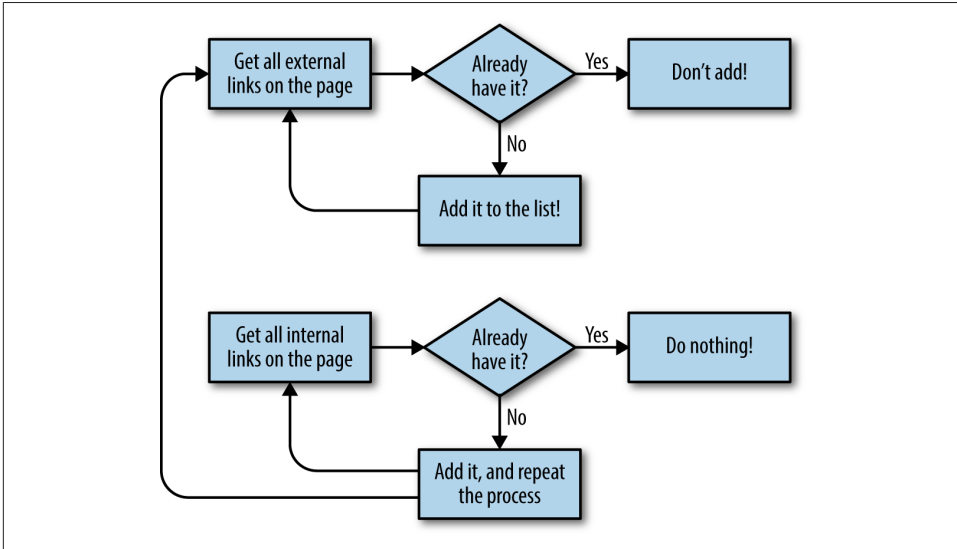 Get all external
links on the page
Already
have it?
Yes
Don’t add!
No
Add it to the list!
Get all internal
links on the page
Already
have it?
Yes
Do nothing!
No
Add it, and repeat
the process